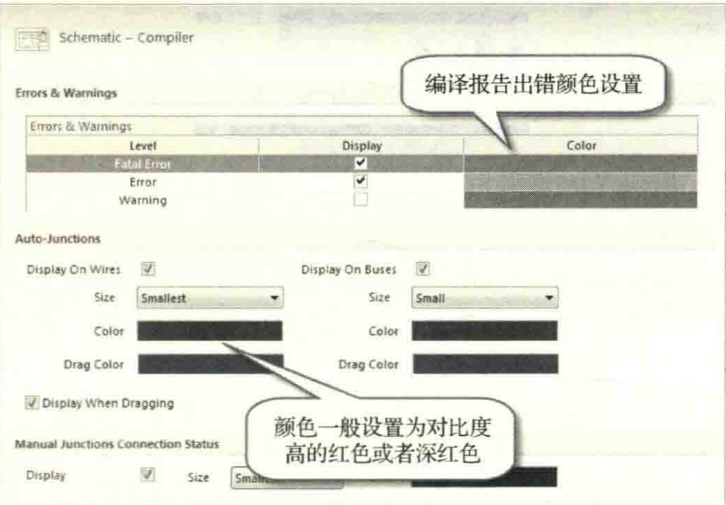 Schematic – Compiler
编译报告出错颜色设置
Errors & Warnings
Errors & Warnings
Level Display Color
Fatal Error
Error
Warning
Auto-Junctions
Display On Wires Display On Buses
Size Smallest Size Small
Color Color
Drag Color Drag Color
Display When Dragging
颜色一般设置为对比度
高的红色或者深红色
Manual Junctions Connection Status
Display Size